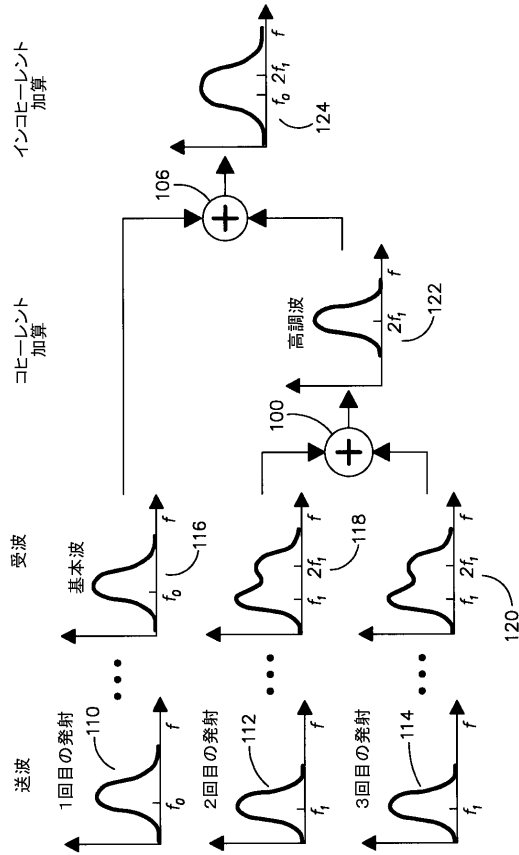 送波
受波
コヒーレント
加算
インコヒーレント
加算
1回目の発射
110
f₀
f
基本波
f₀
f
116
106
f₀
2f₁
f
124
2回目の発射
112
f₁
f
f₁
2f₁
f
118
100
高調波
2f₁
f
122
3回目の発射
114
f₁
f
f₁
2f₁
f
120